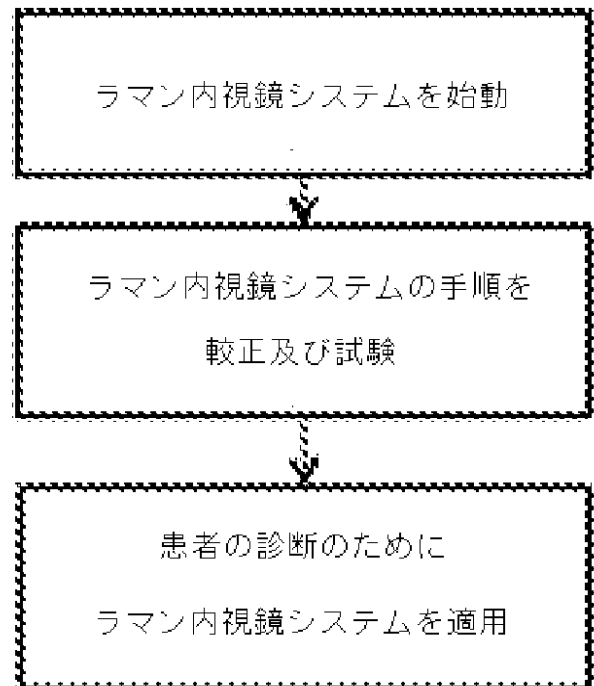 ラマン内視鏡システムを始動
ラマン内視鏡システムの手順を
較正及び試験
患者の診断のために
ラマン内視鏡システムを適用